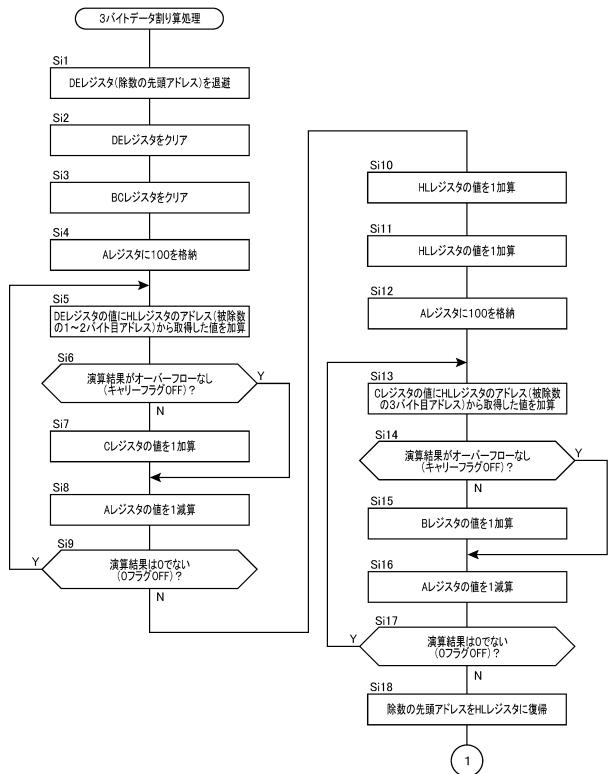 3バイトデータ割り算処理
Si1
DEレジスタ(除数の先頭アドレス)を退避
Si2
DEレジスタをクリア
Si3
BCレジスタをクリア
Si4
Aレジスタに100を格納
Si5
DEレジスタの値にHLレジスタのアドレス(被除数
の1~2バイト目アドレス)から取得した値を加算
Si6
演算結果がオーバーフローなし
(キャリーフラグOFF)?
Y
N
Si7
Cレジスタの値を1加算
Si8
Aレジスタの値を1減算
Si9
演算結果は0でない
(0フラグOFF)?
Y
N
Si10
HLレジスタの値を1加算
Si11
HLレジスタの値を1加算
Si12
Aレジスタに100を格納
Si13
Cレジスタの値にHLレジスタのアドレス(被除数
の3バイト目アドレス)から取得した値を加算
Si14
演算結果がオーバーフローなし
(キャリーフラグOFF)?
Y
N
Si15
Bレジスタの値を1加算
Si16
Aレジスタの値を1減算
Si17
演算結果は0でない
(0フラグOFF)?
Y
N
Si18
除数の先頭アドレスをHLレジスタに復帰
1